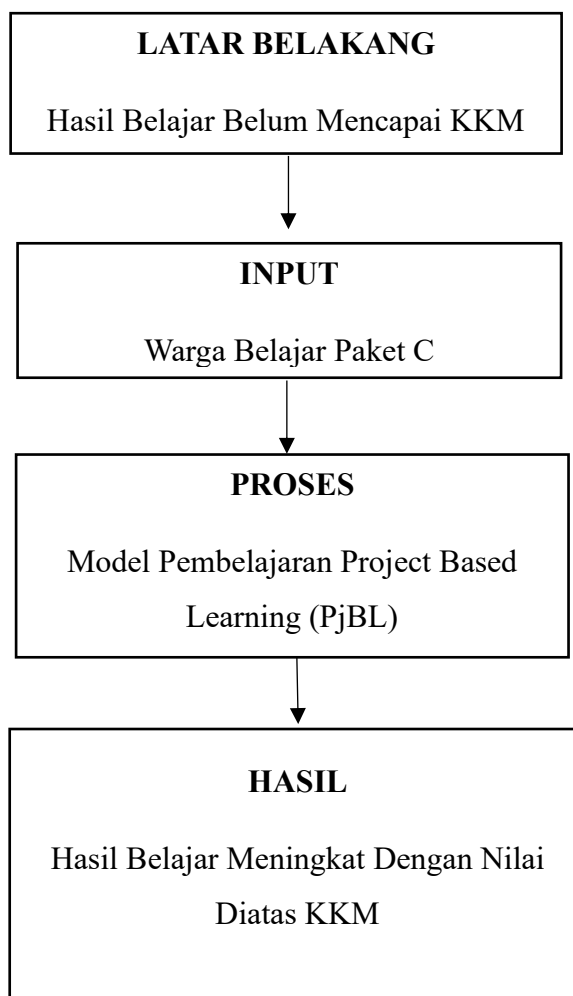 LATAR BELAKANG
Hasil Belajar Belum Mencapai KKM
INPUT
Warga Belajar Paket C
PROSES
Model Pembelajaran Project Based
Learning (PjBL)
HASIL
Hasil Belajar Meningkat Dengan Nilai
Diatas KKM